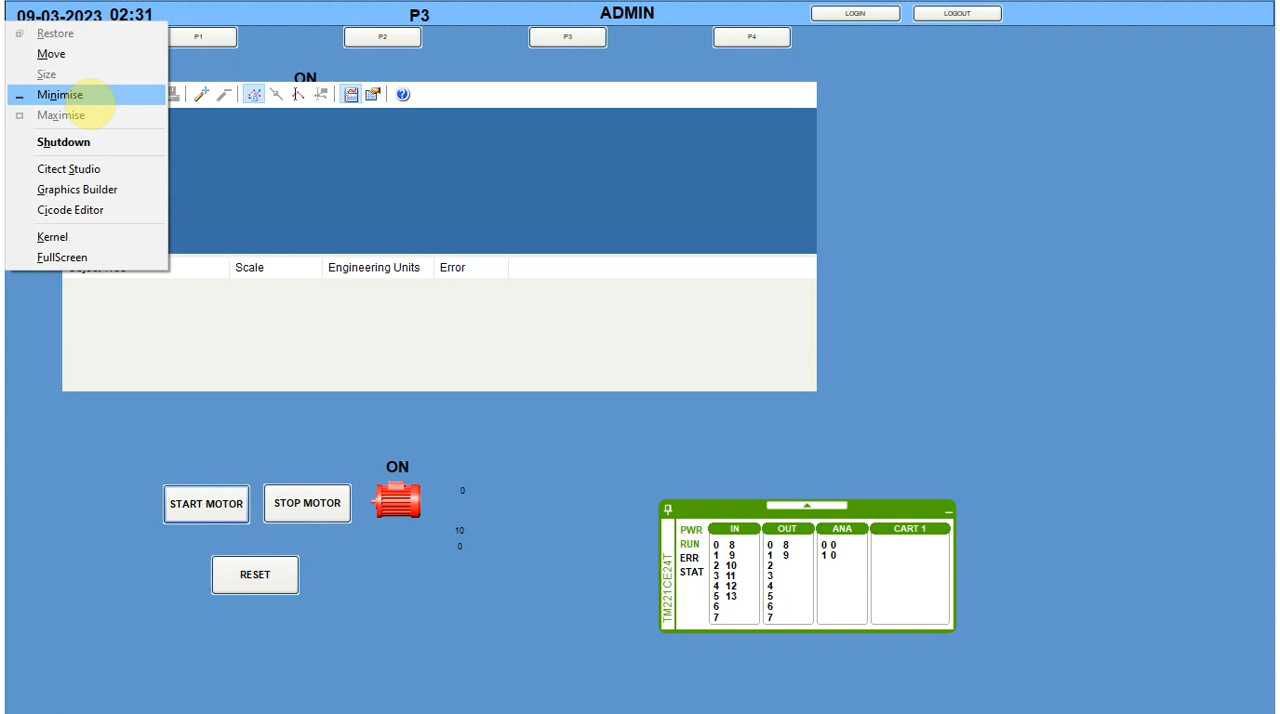 09-03-2023 02:31
P3
ADMIN
LOGIN
LOGOUT
P1
P2
P3
P4
Restore
Move
Size
Minimise
Maximise
Shutdown
Citect Studio
Graphics Builder
Cicode Editor
Kernel
FullScreen
ON
Scale
Engineering Units
Error
ON
START MOTOR
STOP MOTOR
0
10
0
RESET
TM221CE24T
PWR
RUN
ERR
STAT
IN
0 8
1 9
2 10
3 11
4 12
5 13
6
7
OUT
0 8
1 9
2
3
4
5
6
7
ANA
0 0
1 0
CART 1